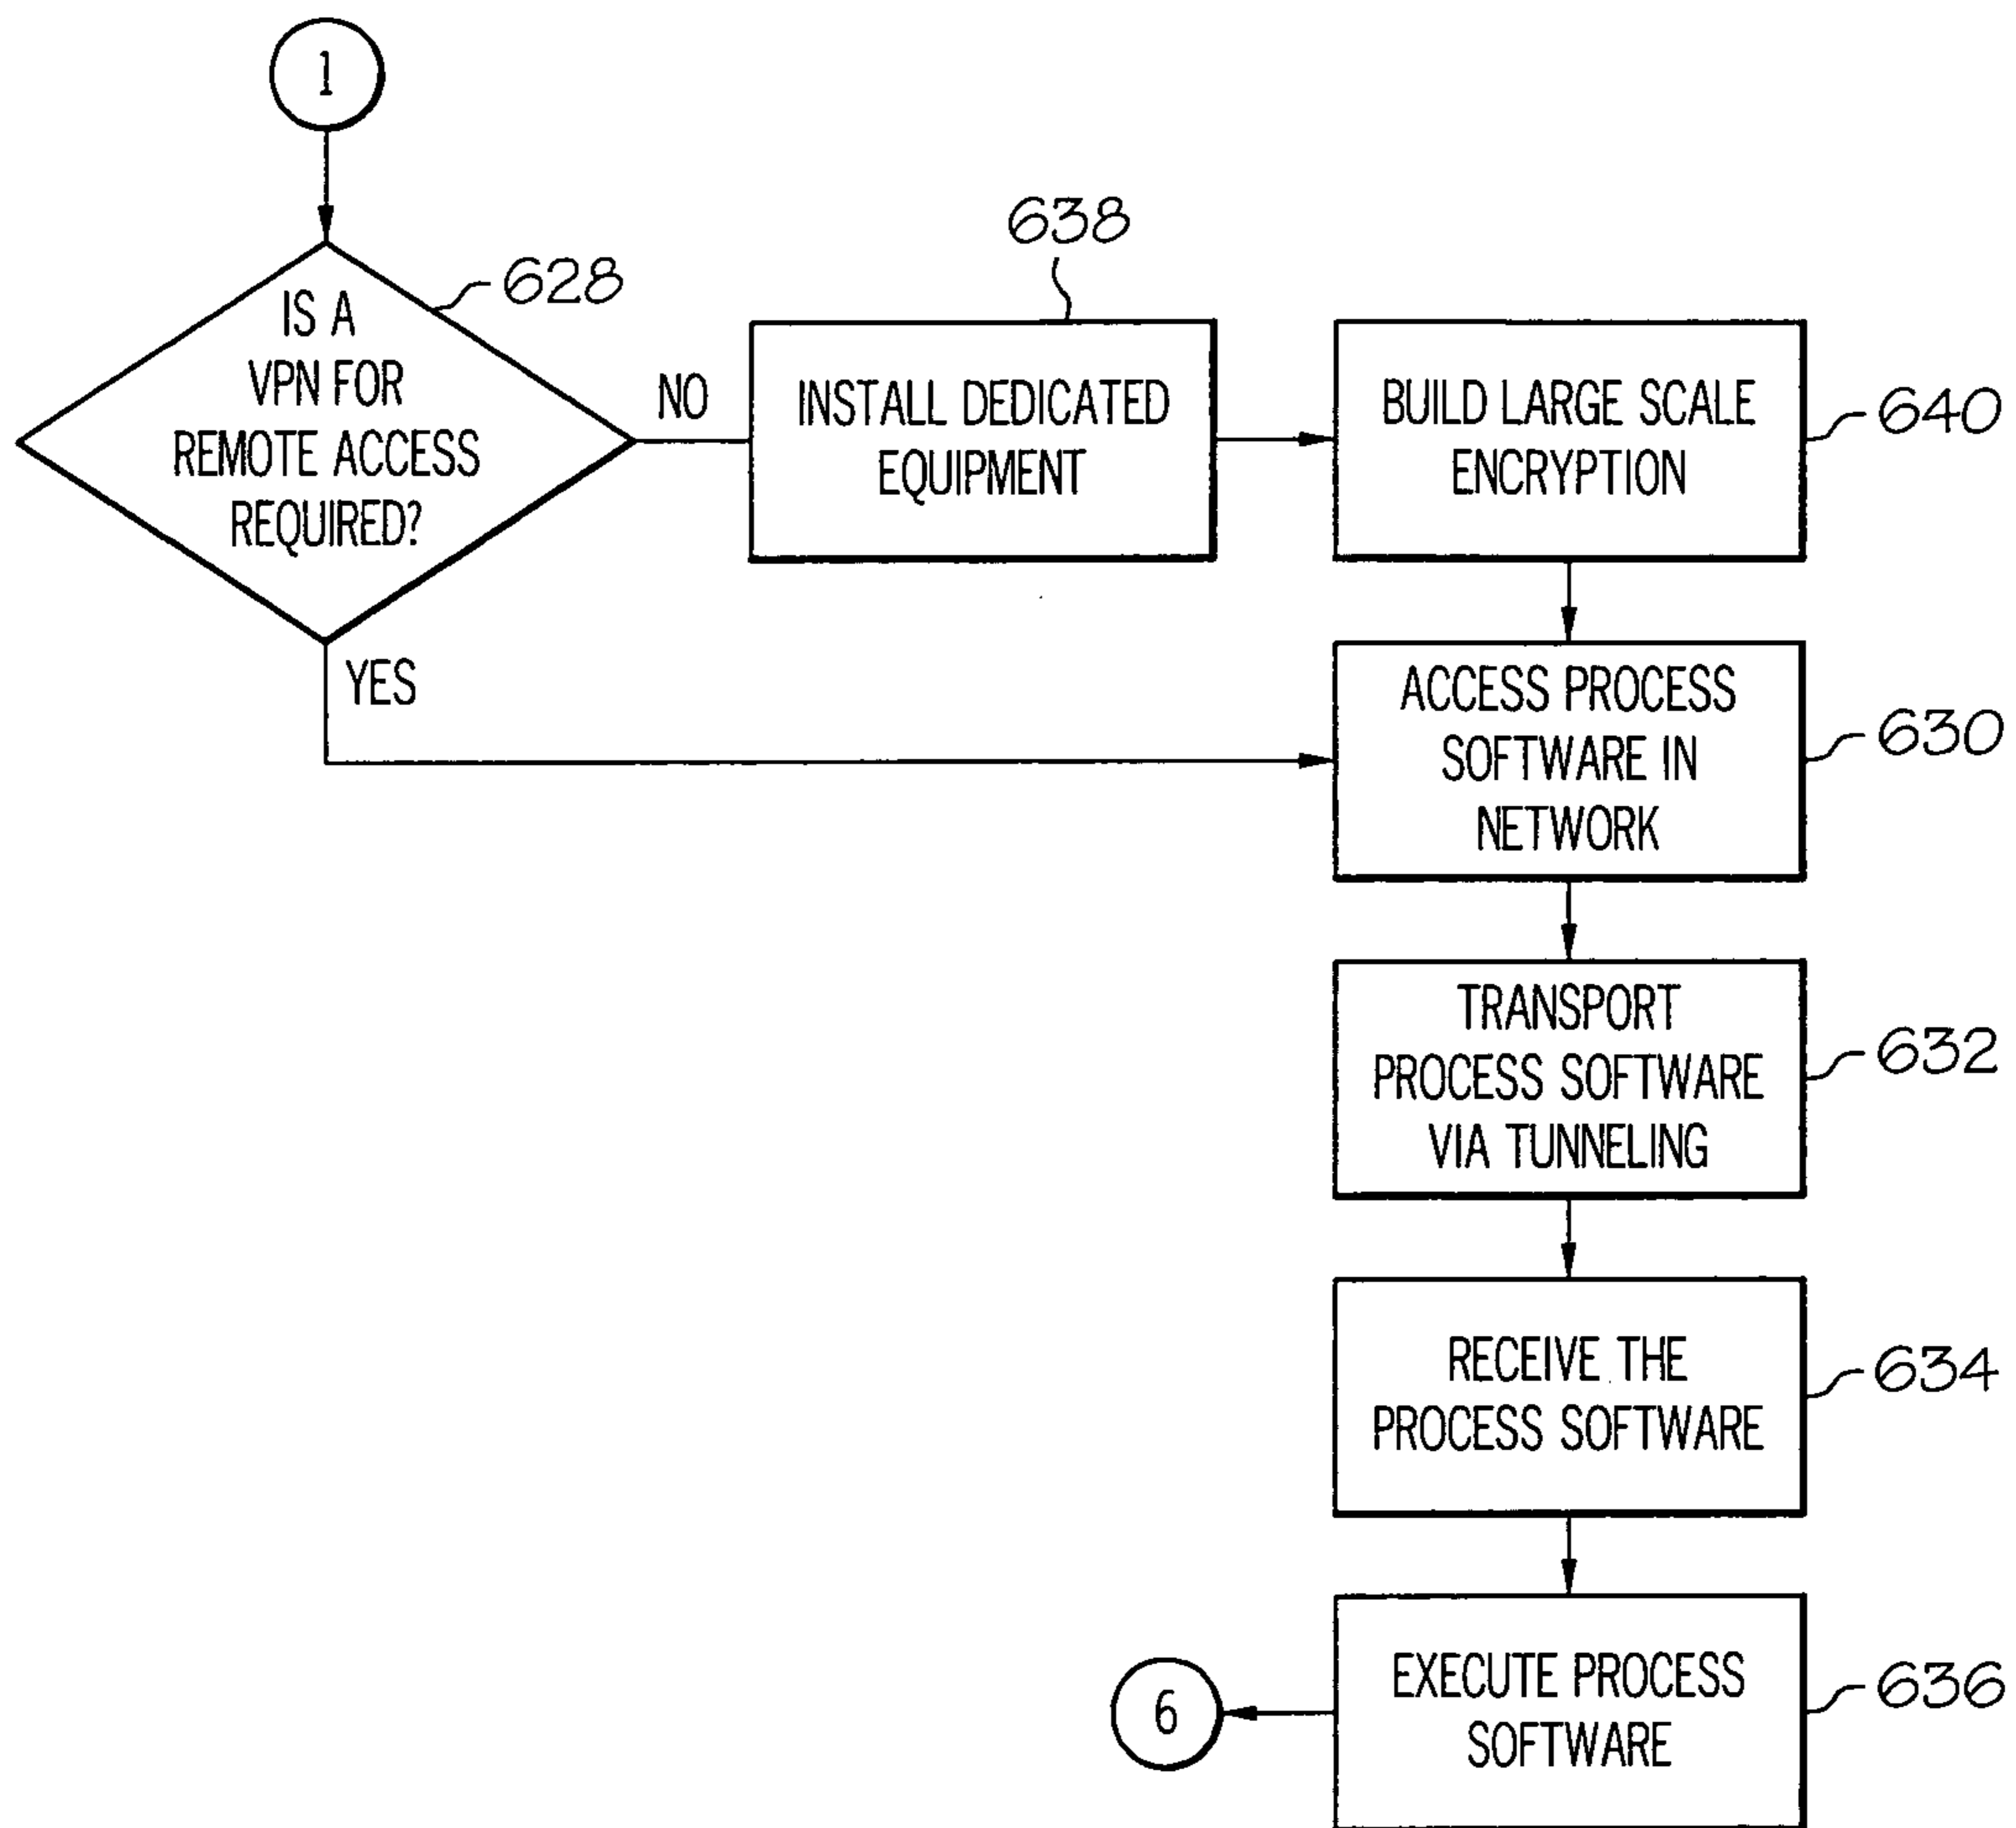 1
IS A
VPN FOR
REMOTE ACCESS
REQUIRED?
628
NO
YES
638
INSTALL DEDICATED
EQUIPMENT
BUILD LARGE SCALE
ENCRYPTION
640
ACCESS PROCESS
SOFTWARE IN
NETWORK
630
TRANSPORT
PROCESS SOFTWARE
VIA TUNNELING
632
RECEIVE THE
PROCESS SOFTWARE
634
EXECUTE PROCESS
SOFTWARE
636
6